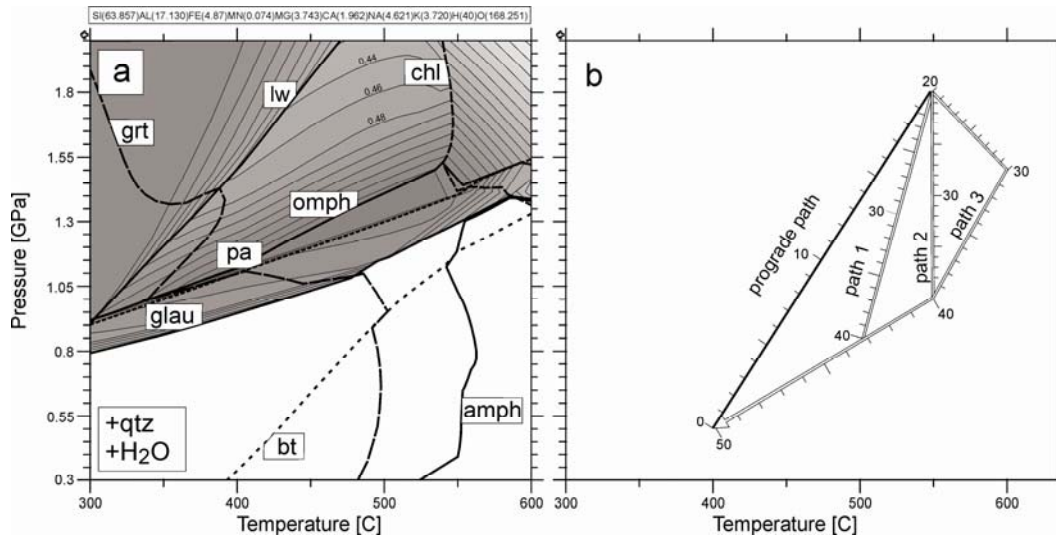 SI(63.857)AL(17.130)FE(4.87)MN(0.074)MG(3.743)CA(1.962)NA(4.621)K(3.720)H(40)O(168.251)
a
grt
lw
chl
0.44
0.46
0.48
omph
pa
glau
bt
amph
+qtz
+H₂O
1.8
1.55
1.3
1.05
0.8
0.55
0.3
Pressure [GPa]
300
400
500
600
Temperature [C]
b
20
30
30
30
10
prograde path
path 1
path 2
path 3
40
40
0
50
300
400
500
600
Temperature [C]